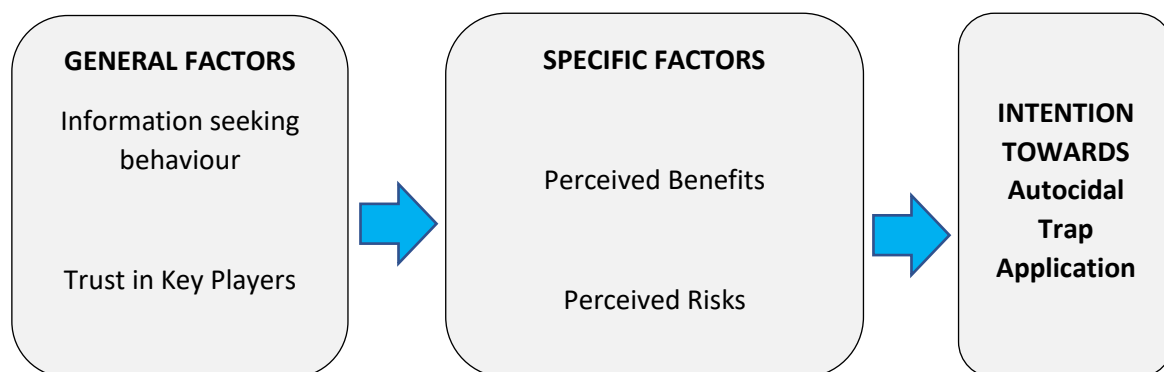 GENERAL FACTORS
Information seeking
behaviour
Trust in Key Players
SPECIFIC FACTORS
Perceived Benefits
Perceived Risks
INTENTION
TOWARDS
Autocidal
Trap
Application